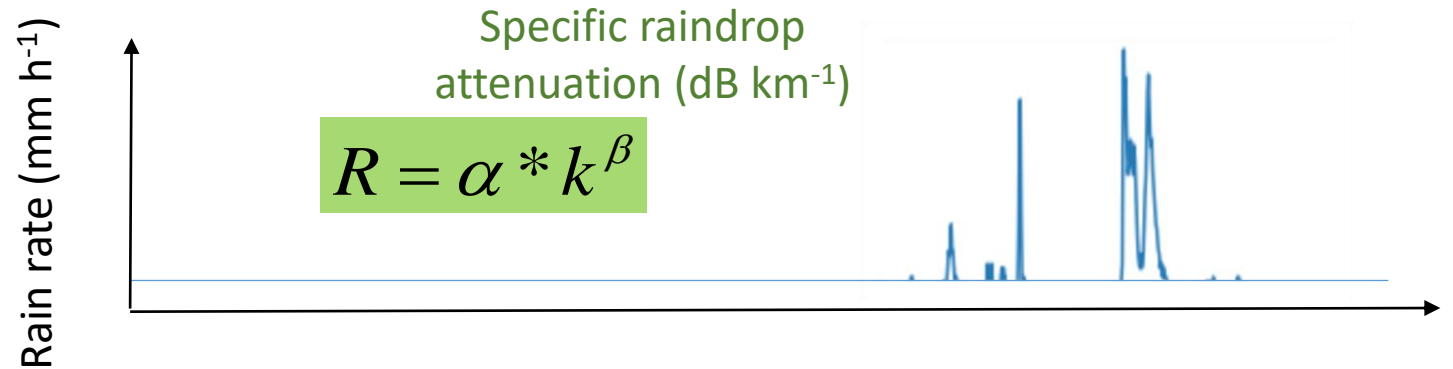 Rain rate (mm h⁻¹)
Specific raindrop
attenuation (dB km⁻¹)
R = α * k^β